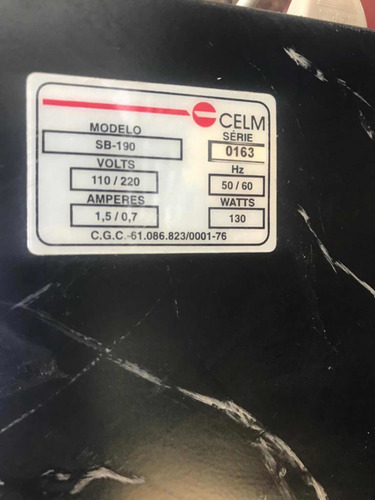 CELM
MODELO SÉRIE
SB-190 0163
VOLTS Hz
110 / 220 50 / 60
AMPERES WATTS
1,5 / 0,7 130
C.G.C.-61.086.823/0001-76